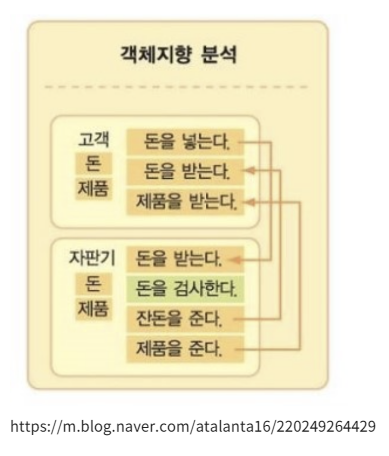 객체지향 분석
고객
돈
제품
돈을 넣는다.
돈을 받는다.
제품을 받는다.
자판기
돈
제품
돈을 받는다.
돈을 검사한다.
잔돈을 준다.
제품을 준다.
https://m.blog.naver.com/atalanta16/220249264429